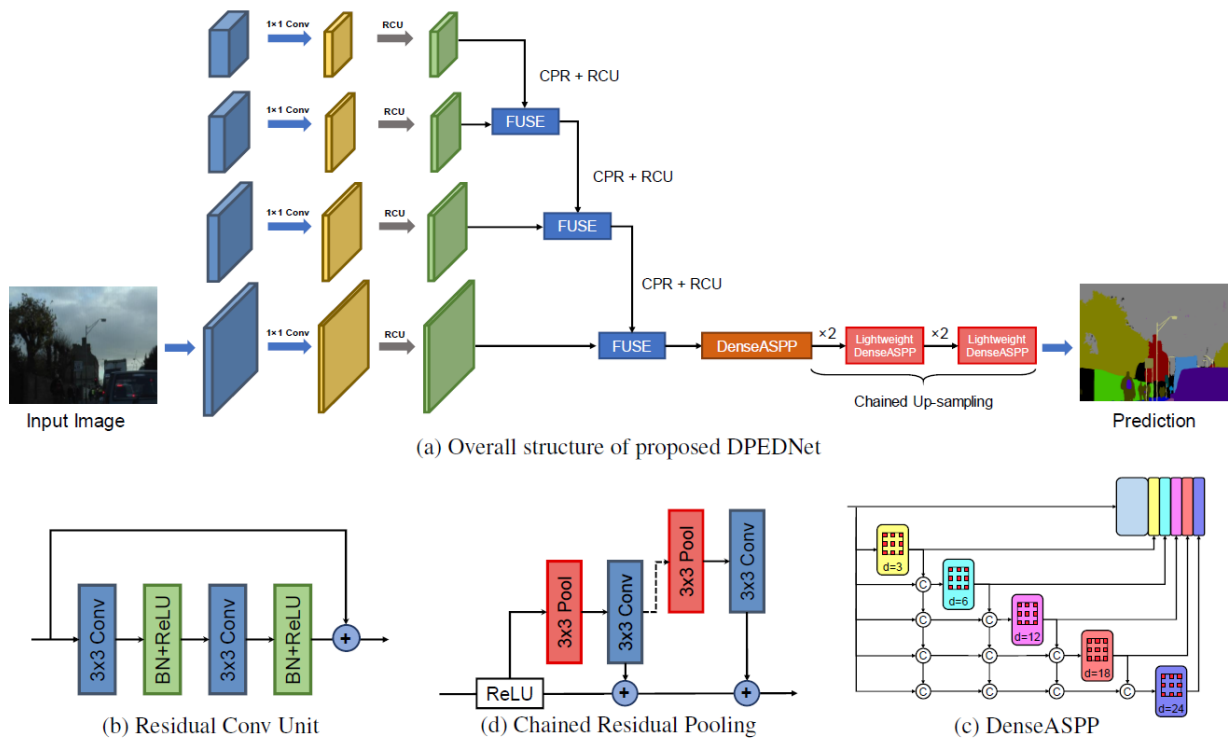 1×1 Conv
RCU
CPR + RCU
1×1 Conv
RCU
FUSE
CPR + RCU
1×1 Conv
RCU
FUSE
CPR + RCU
1×1 Conv
RCU
FUSE
DenseASPP
×2
Lightweight
DenseASPP
×2
Lightweight
DenseASPP
Chained Up-sampling
Input Image
Prediction
(a) Overall structure of proposed DPEDNet
3x3 Conv
BN+ReLU
3x3 Conv
BN+ReLU
+
(b) Residual Conv Unit
3x3 Pool
3x3 Conv
3x3 Pool
3x3 Conv
ReLU
+
+
(d) Chained Residual Pooling
d=3
C
d=6
C
C
d=12
C
C
C
d=18
C
C
C
C
d=24
(c) DenseASPP